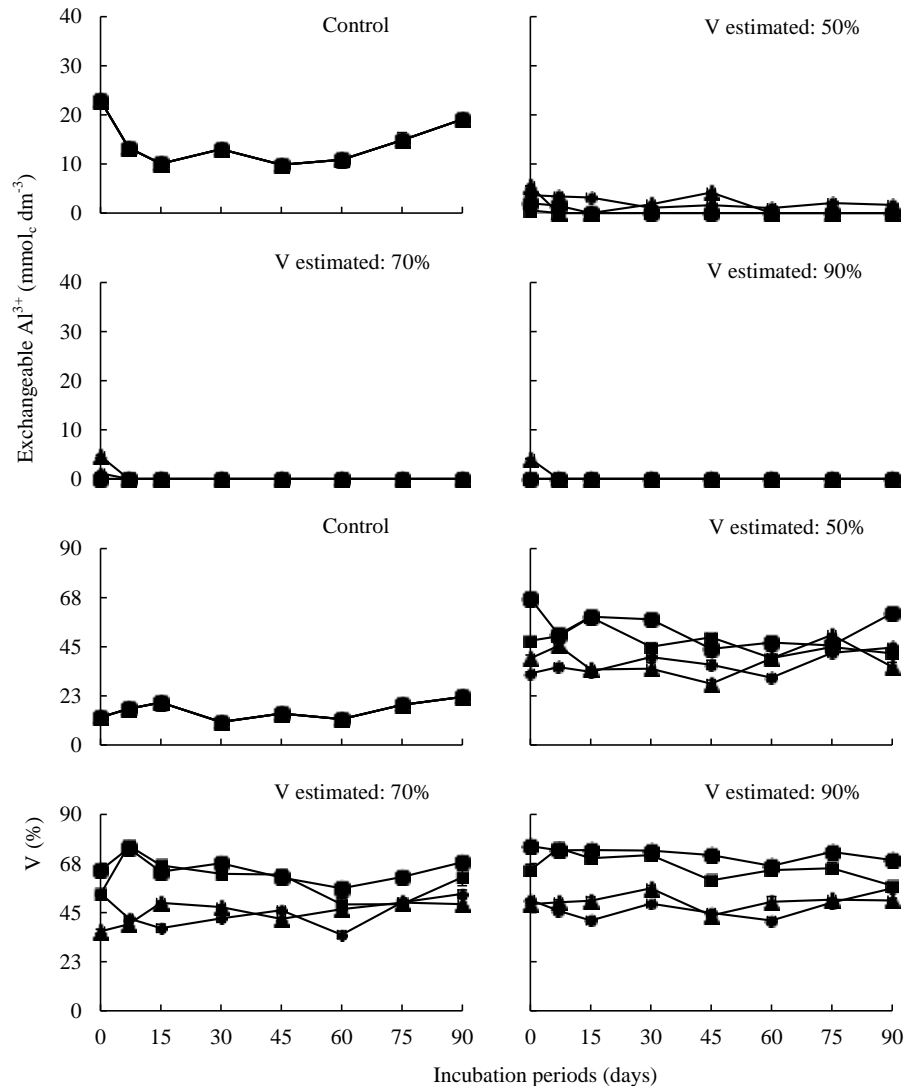 Control
V estimated: 50%
40
30
20
10
0
V estimated: 70%
V estimated: 90%
40
30
20
10
0
Exchangeable Al³⁺ (mmol꜀ dm⁻³)
Control
V estimated: 50%
90
68
45
23
0
V estimated: 70%
V estimated: 90%
90
68
45
23
0
V (%)
0 15 30 45 60 75 90
0 15 30 45 60 75 90
Incubation periods (days)